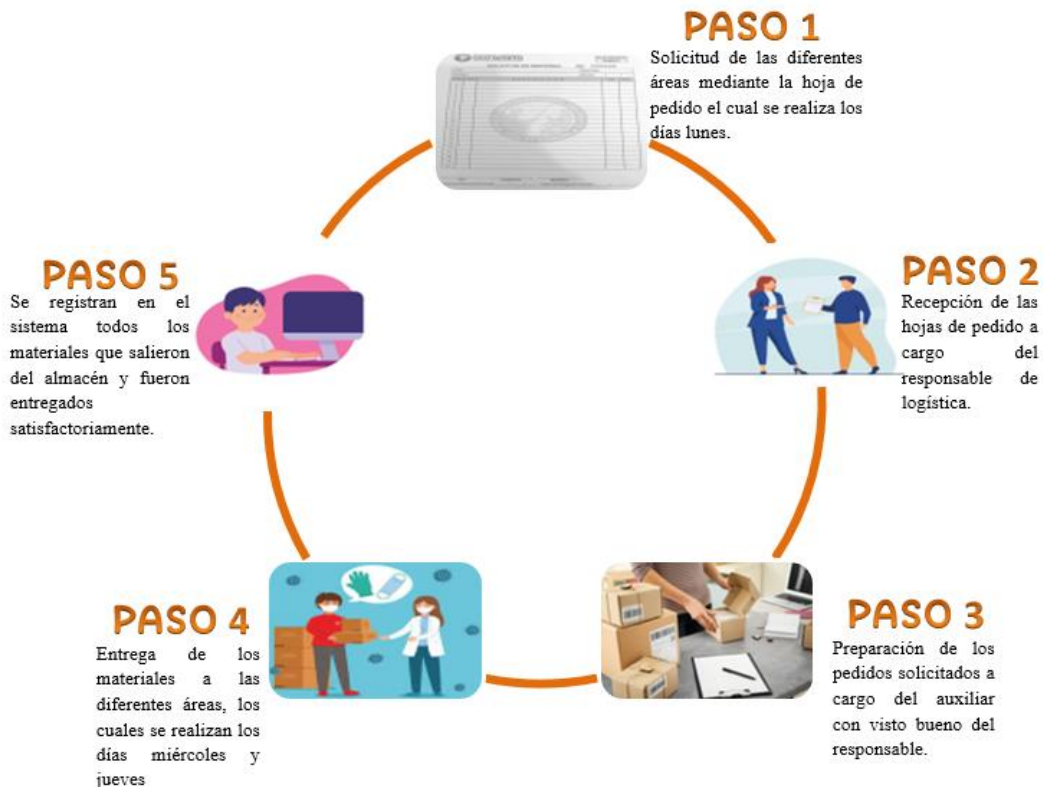 PASO 1
Solicitud de las diferentes
áreas mediante la hoja de
pedido el cual se realiza los
días lunes.
PASO 2
Recepción de las
hojas de pedido a
cargo del
responsable de
logística.
PASO 3
Preparación de los
pedidos solicitados a
cargo del auxiliar
con visto bueno del
responsable.
PASO 4
Entrega de los
materiales a las
diferentes áreas, los
cuales se realizan los
días miércoles y
jueves
PASO 5
Se registran en el
sistema todos los
materiales que salieron
del almacén y fueron
entregados
satisfactoriamente.